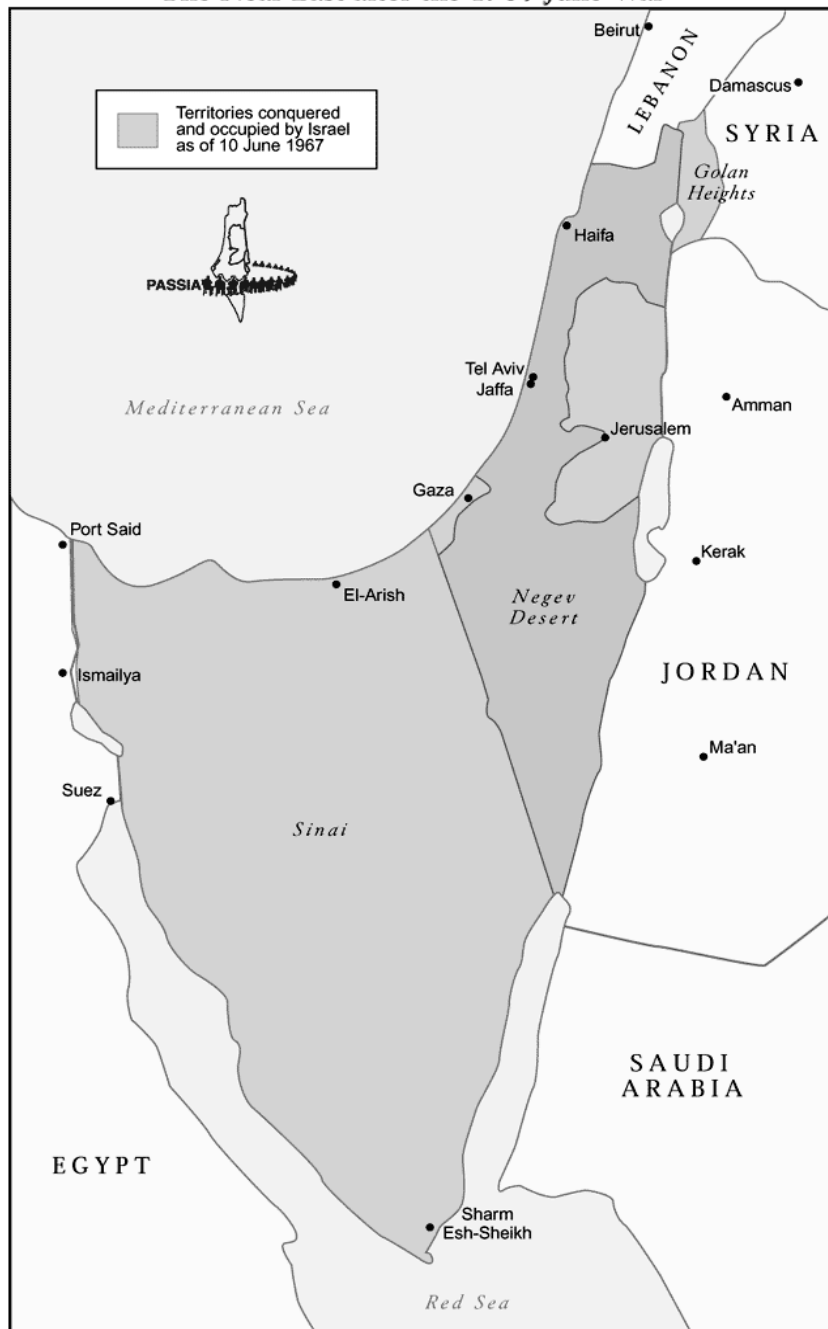 Beirut
LEBANON
Damascus
SYRIA
Territories conquered
and occupied by Israel
as of 10 June 1967
Golan
Heights
PASSIA
Haifa
Tel Aviv
Jaffa
Mediterranean Sea
Amman
Jerusalem
Gaza
Port Said
Kerak
El-Arish
Negev
Desert
Ismailya
JORDAN
Ma'an
Suez
Sinai
SAUDI
ARABIA
EGYPT
Sharm
Esh-Sheikh
Red Sea